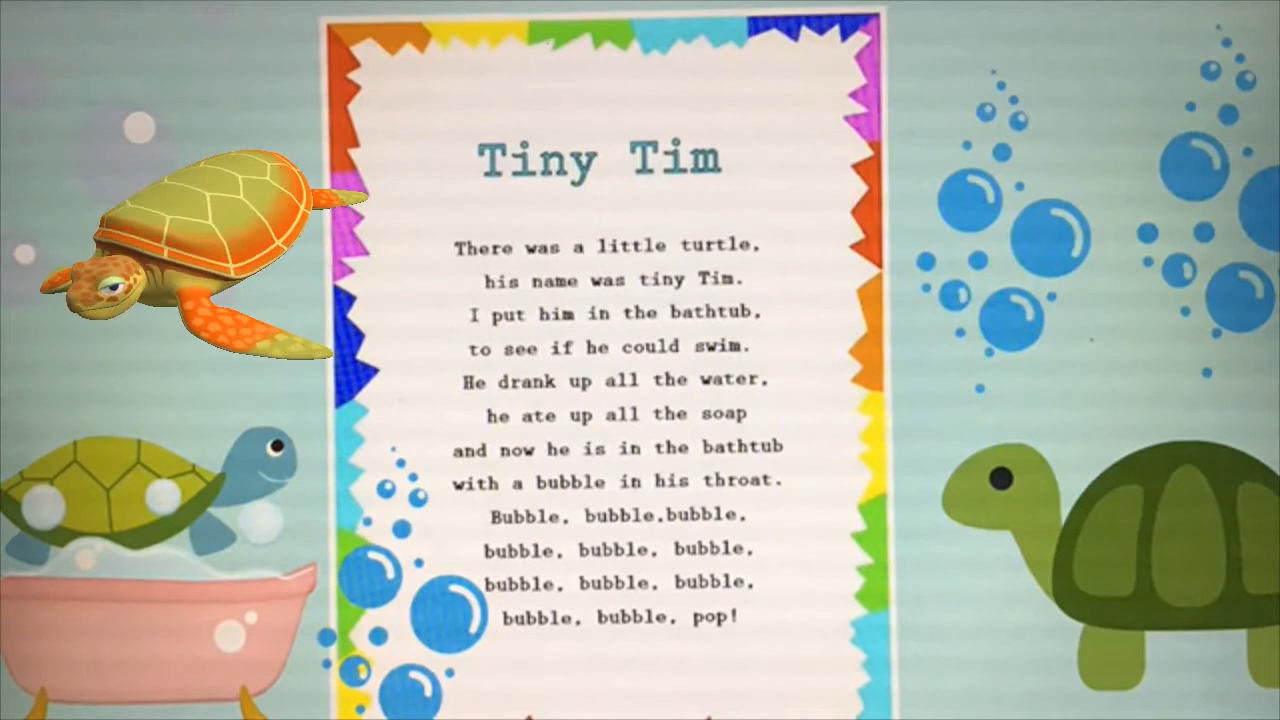 Tiny Tim
There was a little turtle,
his name was tiny Tim.
I put him in the bathtub,
to see if he could swim.
He drank up all the water,
he ate up all the soap
and now he is in the bathtub
with a bubble in his throat.
Bubble, bubble,bubble,
bubble, bubble, bubble,
bubble, bubble, bubble,
bubble, bubble, pop!